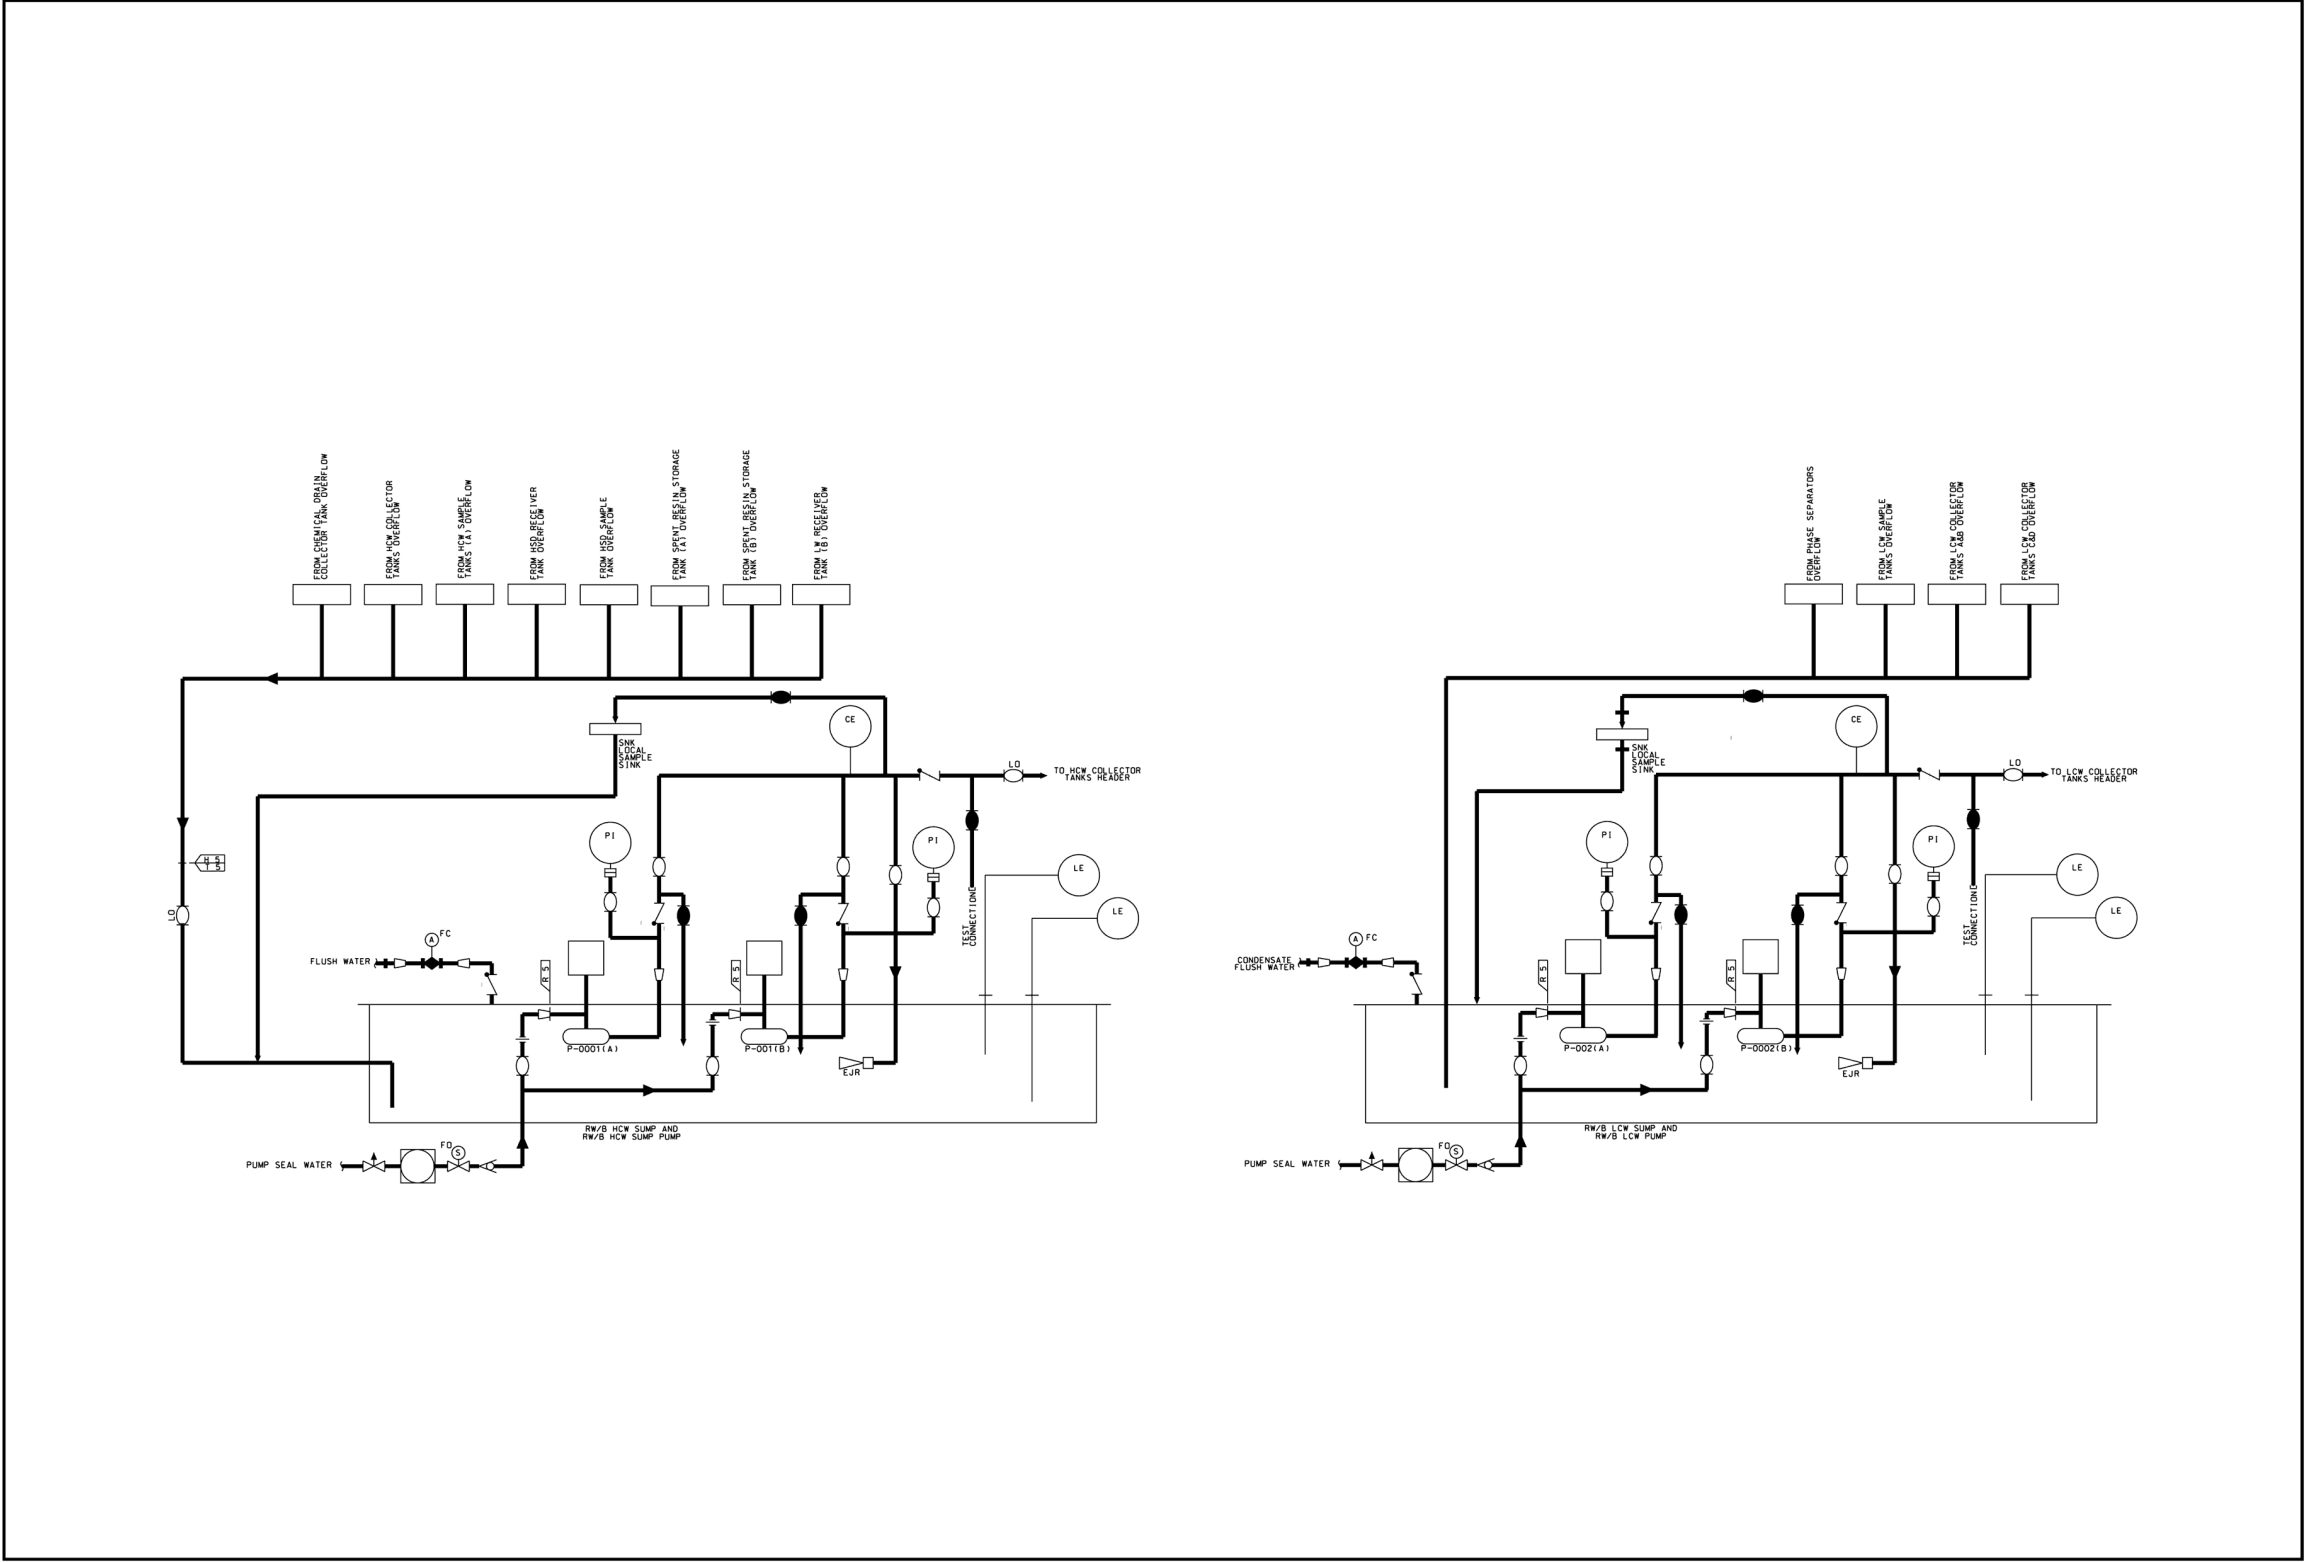 FROM CHEMICAL DRAIN
COLLECTOR TANK OVERFLOW
FROM HCW COLLECTOR
TANKS OVERFLOW
FROM HCW SAMPLE
TANKS (A) OVERFLOW
FROM HSD RECEIVER
TANK OVERFLOW
FROM HSD SAMPLE
TANK OVERFLOW
FROM SPENT RESIN STORAGE
TANK (A) OVERFLOW
FROM SPENT RESIN STORAGE
TANK (B) OVERFLOW
FROM LW RECEIVER
TANK (B) OVERFLOW
SNK
LOCAL
SAMPLE
SINK
CE
LO
TO HCW COLLECTOR
TANKS HEADER
PI
PI
LE
LE
H 5
T 5
LO
TEST
CONNECTION
A
FC
FLUSH WATER
R 5
R 5
P-0001(A)
P-001(B)
EJR
RW/B HCW SUMP AND
RW/B HCW SUMP PUMP
FO
S
PUMP SEAL WATER
FROM PHASE SEPARATORS
OVERFLOW
FROM LCW SAMPLE
TANKS OVERFLOW
FROM LCW COLLECTOR
TANKS A&B OVERFLOW
FROM LCW COLLECTOR
TANKS C&D OVERFLOW
SNK
LOCAL
SAMPLE
SINK
CE
LO
TO LCW COLLECTOR
TANKS HEADER
PI
PI
LE
LE
TEST
CONNECTION
A
FC
CONDENSATE
FLUSH WATER
R 5
R 5
P-002(A)
P-0002(B)
EJR
RW/B LCW SUMP AND
RW/B LCW PUMP
FO
S
PUMP SEAL WATER